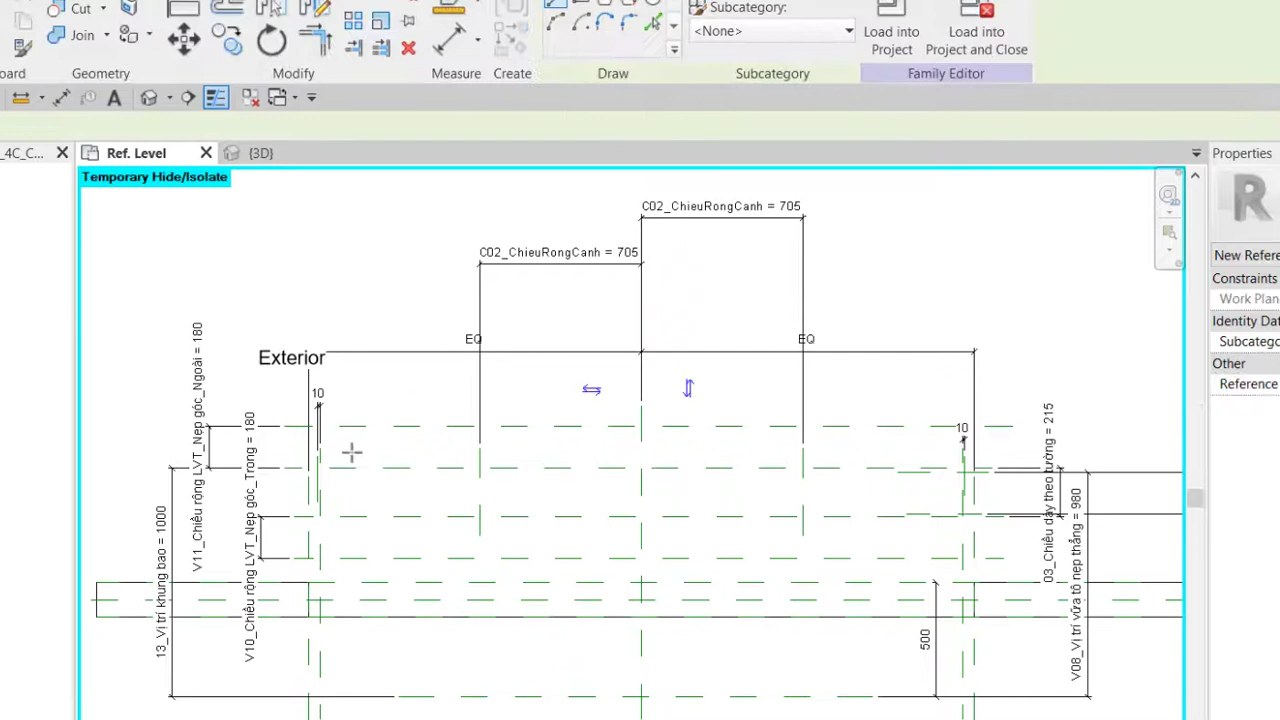 Cut
Join
Subcategory:
<None>
Load into
Project
Load into
Project and Close
oard
Geometry
Modify
Measure
Create
Draw
Subcategory
Family Editor
A
_4C_C...
Ref. Level
{3D}
Properties
Temporary Hide/Isolate
R
New Refere
Constraints
Work Plan
Identity Dat
Subcatego
Other
Reference
C02_ChieuRongCanh = 705
C02_ChieuRongCanh = 705
EQ
EQ
Exterior
10
10
V11_Chiều rộng LVT_Nẹp góc_Ngoài = 180
V10_Chiều rộng LVT_Nẹp góc_Trong = 180
13_Vị trí khung bao = 1000
03_Chiều dày theo tường = 215
V08_Vị trí vữa tô nẹp thẳng = 980
500